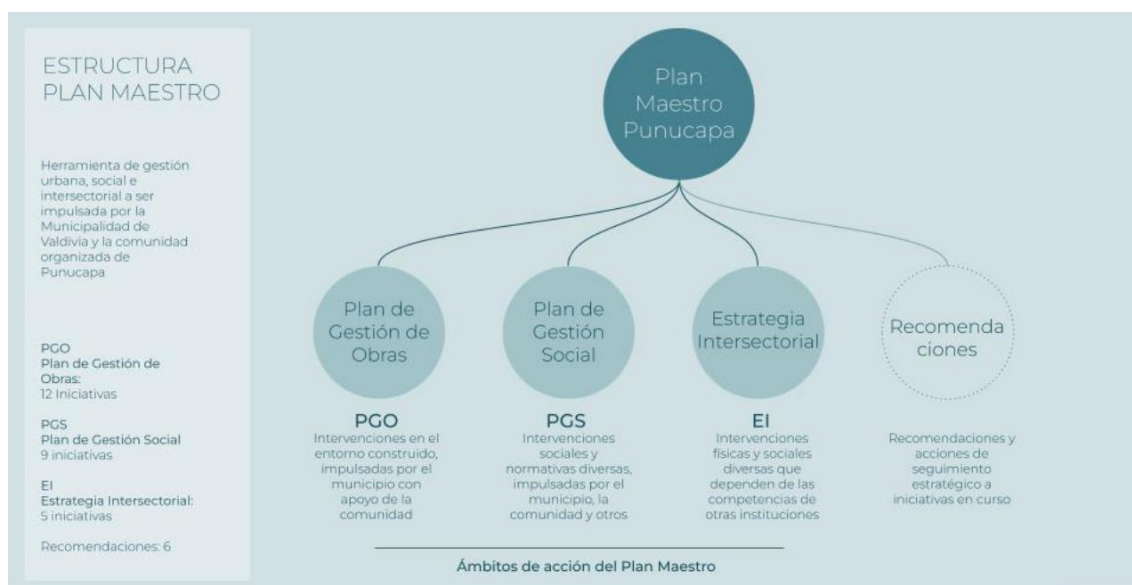 ESTRUCTURA
PLAN MAESTRO
Herramienta de gestión
urbana, social e
intersectorial a ser
impulsada por la
Municipalidad de
Valdivia y la comunidad
organizada de
Punucapa
PGO
Plan de Gestión de
Obras:
12 Iniciativas
PGS
Plan de Gestión Social
9 iniciativas
EI
Estrategia Intersectorial:
5 iniciativas
Recomendaciones: 6
Plan
Maestro
Punucapa
Plan de
Gestión de
Obras
PGO
Intervenciones en el
entorno construido,
impulsadas por el
municipio con
apoyo de la
comunidad
Plan de
Gestión
Social
PGS
Intervenciones
sociales y
normativas diversas,
impulsadas por el
municipio, la
comunidad y otros
Estrategia
Intersectorial
EI
Intervenciones
físicas y sociales
diversas que
dependen de las
competencias de
otras instituciones
Recomenda
ciones
Recomendaciones y
acciones de
seguimiento
estratégico a
iniciativas en curso
Ámbitos de acción del Plan Maestro